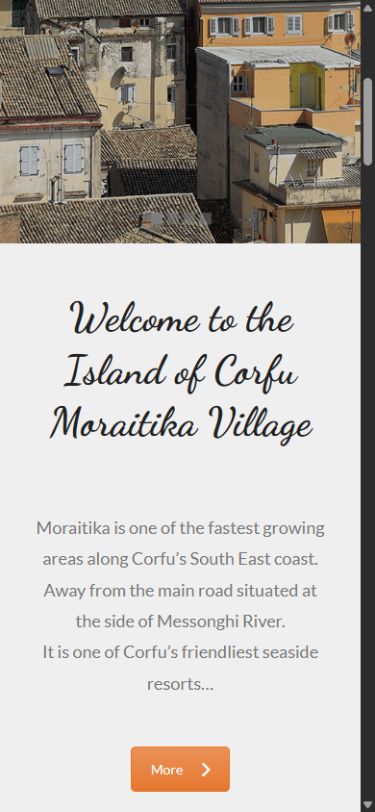 Welcome to the
Island of Corfu
Moraitika Village
Moraitika is one of the fastest growing
areas along Corfu’s South East coast.
Away from the main road situated at
the side of Messonghi River.
It is one of Corfu’s friendliest seaside
resorts...
More